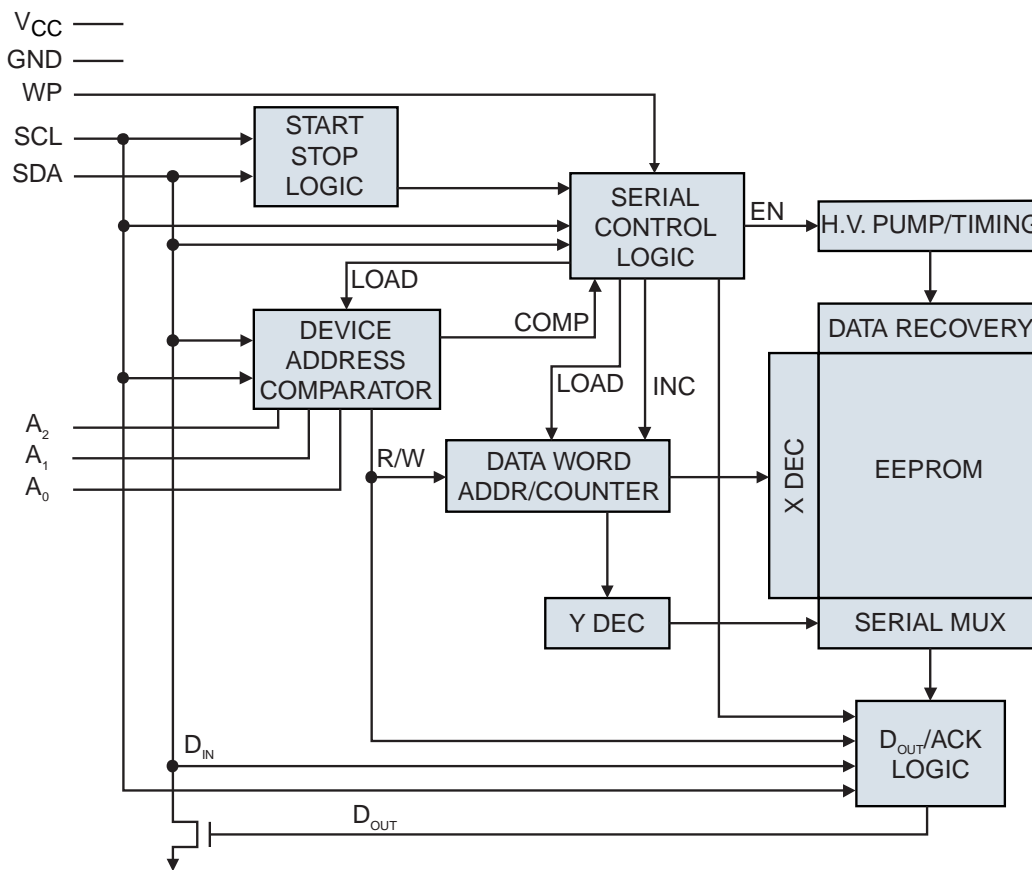 VCC
GND
WP
SCL
SDA
START
STOP
LOGIC
SERIAL
CONTROL
LOGIC
EN
H.V. PUMP/TIMING
LOAD
COMP
DEVICE
ADDRESS
COMPARATOR
LOAD
INC
DATA RECOVERY
A2
A1
A0
R/W
DATA WORD
ADDR/COUNTER
X DEC
EEPROM
Y DEC
SERIAL MUX
DIN
DOUT/ACK
LOGIC
DOUT